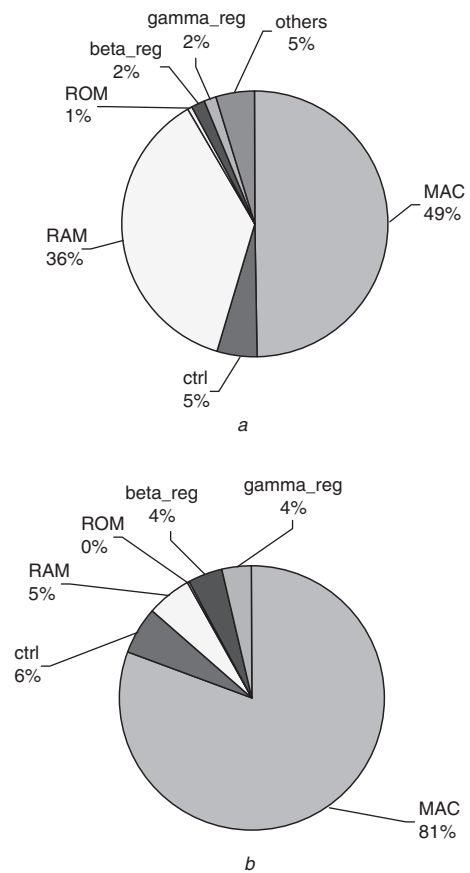 gamma_reg
2%
others
5%
beta_reg
2%
ROM
1%
MAC
49%
RAM
36%
ctrl
5%
a
beta_reg
4%
gamma_reg
4%
ROM
0%
RAM
5%
ctrl
6%
MAC
81%
b